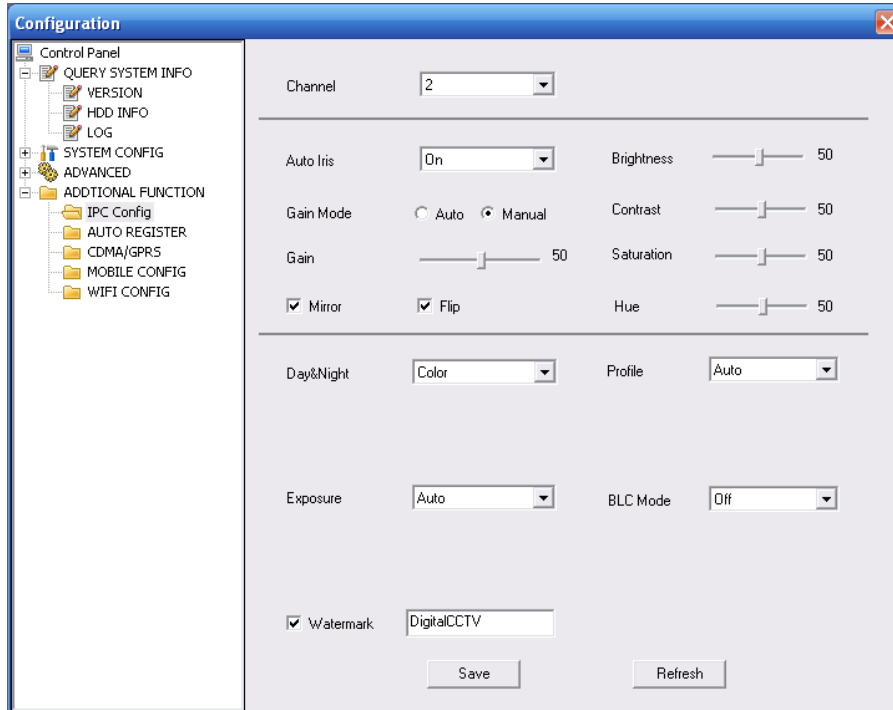 Configuration
Control Panel
QUERY SYSTEM INFO
VERSION
HDD INFO
LOG
SYSTEM CONFIG
ADVANCED
ADDTIONAL FUNCTION
IPC Config
AUTO REGISTER
CDMA/GPRS
MOBILE CONFIG
WIFI CONFIG
Channel 2
Auto Iris On Brightness 50
Gain Mode Auto Manual Contrast 50
Gain 50 Saturation 50
Mirror Flip Hue 50
Day&Night Color Profile Auto
Exposure Auto BLC Mode Off
Watermark DigitalCCTV
Save Refresh